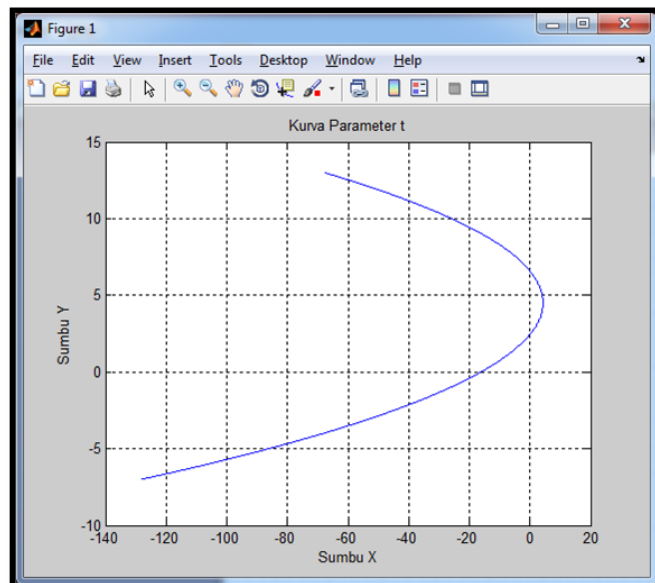 Figure 1
File Edit View Insert Tools Desktop Window Help
Kurva Parameter t
15
10
5
0
-5
-10
Sumbu Y
-140 -120 -100 -80 -60 -40 -20 0 20
Sumbu X